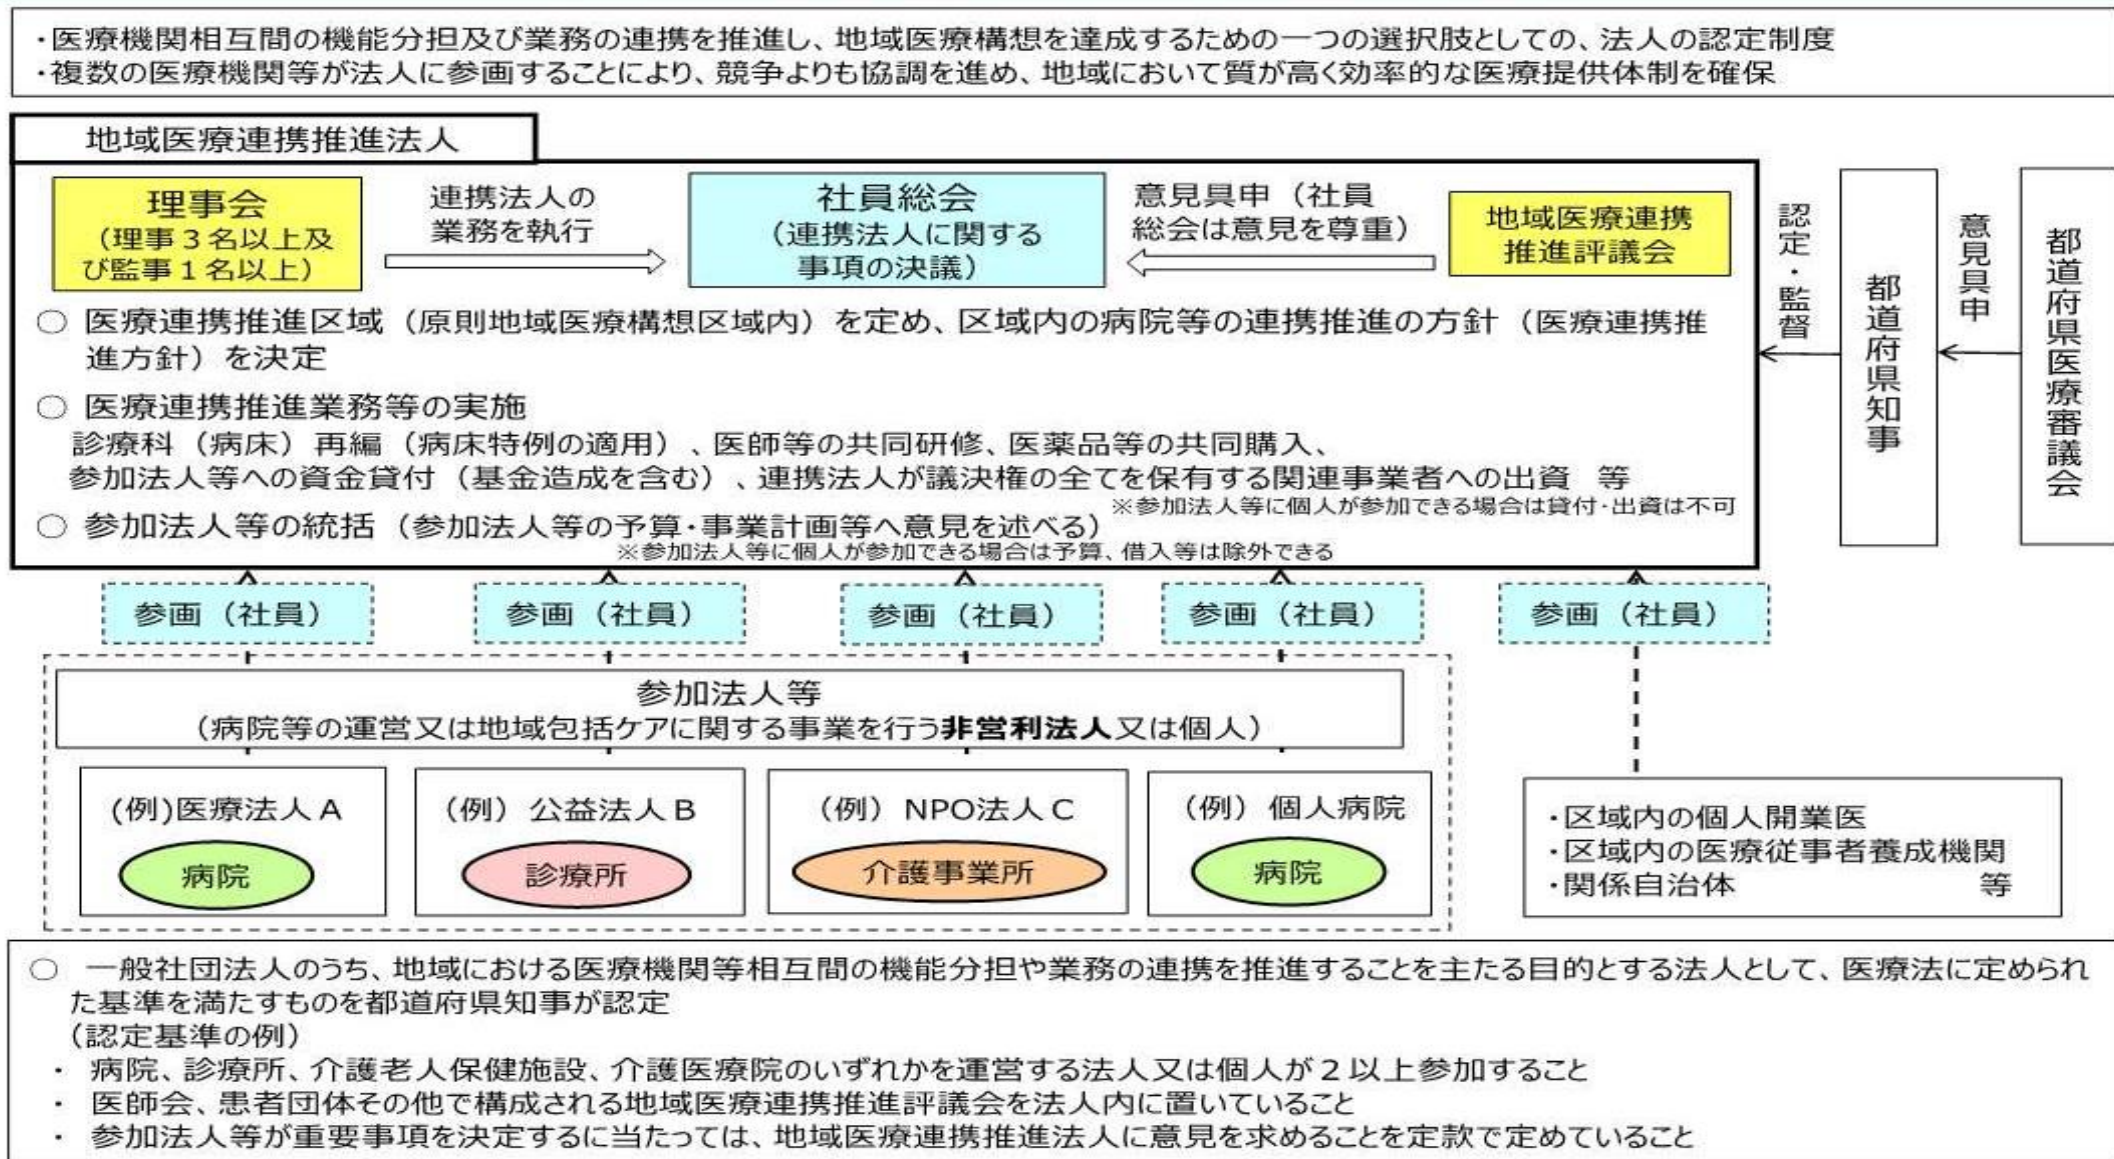 ・医療機関相互間の機能分担及び業務の連携を推進し、地域医療構想を達成するための一つの選択肢としての、法人の認定制度
・複数の医療機関等が法人に参画することにより、競争よりも協調を進め、地域において質が高く効率的な医療提供体制を確保
地域医療連携推進法人
理事会
（理事３名以上及
び監事１名以上）
連携法人の
業務を執行
社員総会
（連携法人に関する
事項の決議）
意見具申（社員
総会は意見を尊重）
地域医療連携
推進評議会
認定・監督
都道府県知事
意見具申
都道府県医療審議会
○ 医療連携推進区域（原則地域医療構想区域内）を定め、区域内の病院等の連携推進の方針（医療連携推
進方針）を決定
○ 医療連携推進業務等の実施
診療科（病床）再編（病床特例の適用）、医師等の共同研修、医薬品等の共同購入、
参加法人等への資金貸付（基金造成を含む）、連携法人が議決権の全てを保有する関連事業者への出資 等
※参加法人等に個人が参加できる場合は貸付・出資は不可
○ 参加法人等の統括（参加法人等の予算・事業計画等へ意見を述べる）
※参加法人等に個人が参加できる場合は予算、借入等は除外できる
参画（社員）
参画（社員）
参画（社員）
参画（社員）
参画（社員）
参加法人等
（病院等の運営又は地域包括ケアに関する事業を行う非営利法人又は個人）
(例)医療法人Ａ
病院
（例）公益法人Ｂ
診療所
（例）NPO法人Ｃ
介護事業所
（例）個人病院
病院
・区域内の個人開業医
・区域内の医療従事者養成機関
・関係自治体 等
○ 一般社団法人のうち、地域における医療機関等相互間の機能分担や業務の連携を推進することを主たる目的とする法人として、医療法に定められ
た基準を満たすものを都道府県知事が認定
（認定基準の例）
・ 病院、診療所、介護老人保健施設、介護医療院のいずれかを運営する法人又は個人が２以上参加すること
・ 医師会、患者団体その他で構成される地域医療連携推進評議会を法人内に置いていること
・ 参加法人等が重要事項を決定するに当たっては、地域医療連携推進法人に意見を求めることを定款で定めていること